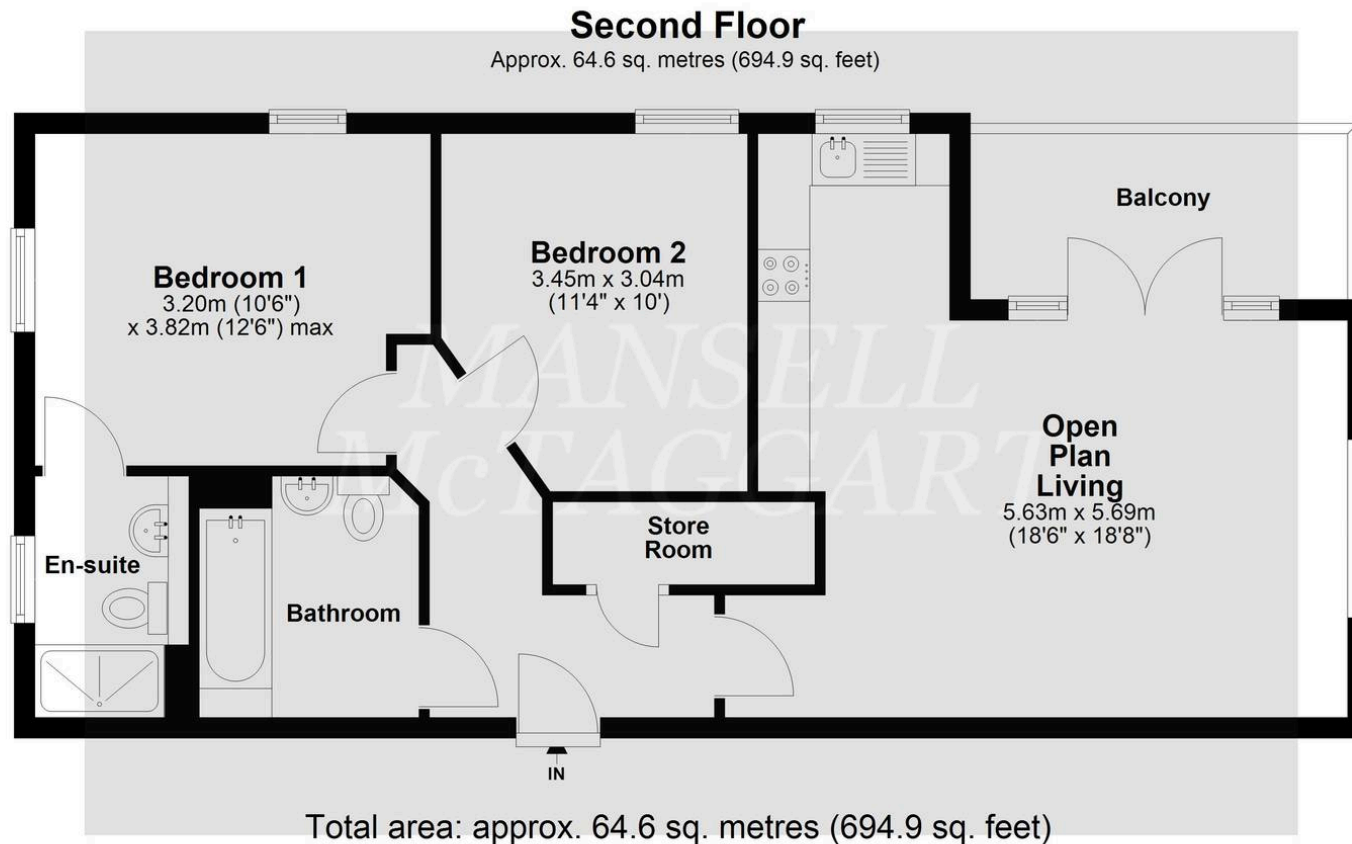 Second Floor
Approx. 64.6 sq. metres (694.9 sq. feet)
Balcony
Bedroom 1
3.20m (10'6")
x 3.82m (12'6") max
Bedroom 2
3.45m x 3.04m
(11'4" x 10')
MANSELL
McTAGGART
Open
Plan
Living
5.63m x 5.69m
(18'6" x 18'8")
Store
Room
En-suite
Bathroom
IN
Total area: approx. 64.6 sq. metres (694.9 sq. feet)